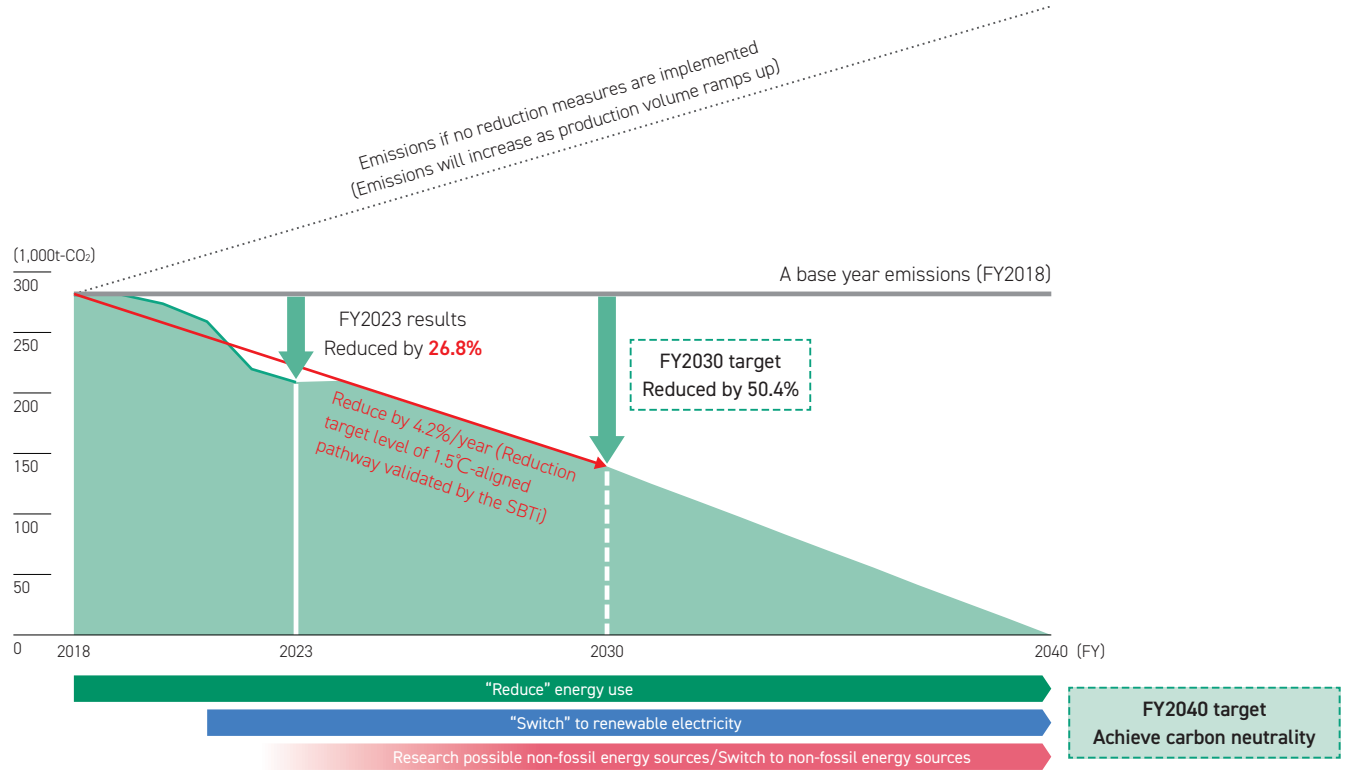 Emissions if no reduction measures are implemented
(Emissions will increase as production volume ramps up)
(1,000t-CO₂)
300
250
200
150
100
50
0
A base year emissions (FY2018)
FY2023 results
Reduced by 26.8%
FY2030 target
Reduced by 50.4%
Reduce by 4.2%/year (Reduction
target level of 1.5℃-aligned
pathway validated by the SBTi)
2018
2023
2030
2040 (FY)
“Reduce” energy use
“Switch” to renewable electricity
Research possible non-fossil energy sources/Switch to non-fossil energy sources
FY2040 target
Achieve carbon neutrality